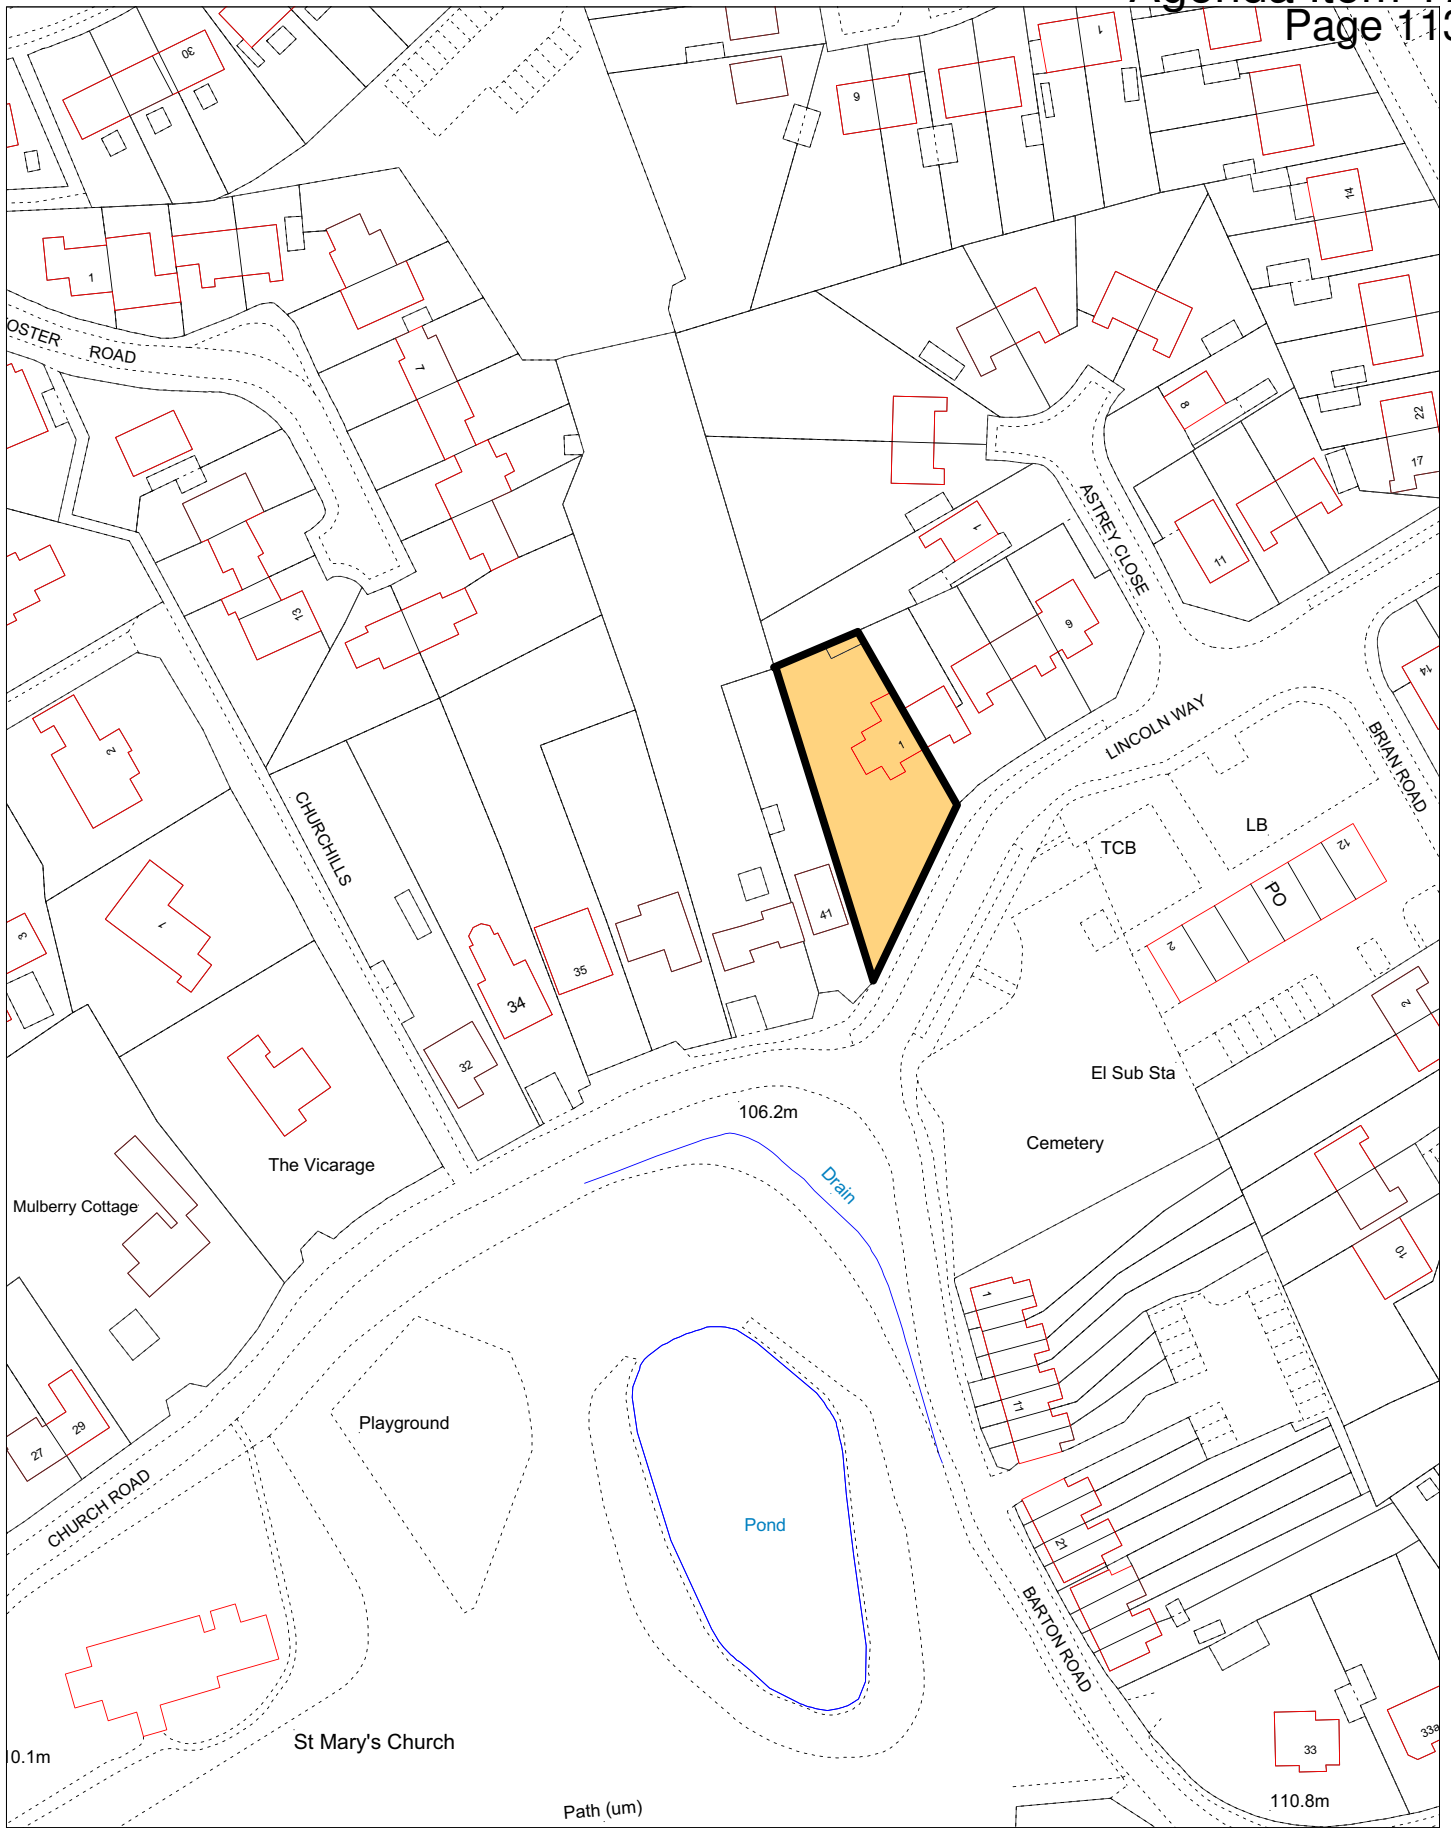 Page 113
30
1
9
14
1
OSTER ROAD
7
8
22
17
ASTREY CLOSE
1
11
13
9
14
LINCOLN WAY
2
1
BRIAN ROAD
CHURCHILLS
LB
TCB
12
PO
1
41
3
2
35
34
2
32
El Sub Sta
106.2m
Cemetery
The Vicarage
Drain
Mulberry Cottage
10
1
11
Playground
29
27
CHURCH ROAD
Pond
21
BARTON ROAD
St Mary's Church
33
33a
0.1m
110.8m
Path (um)